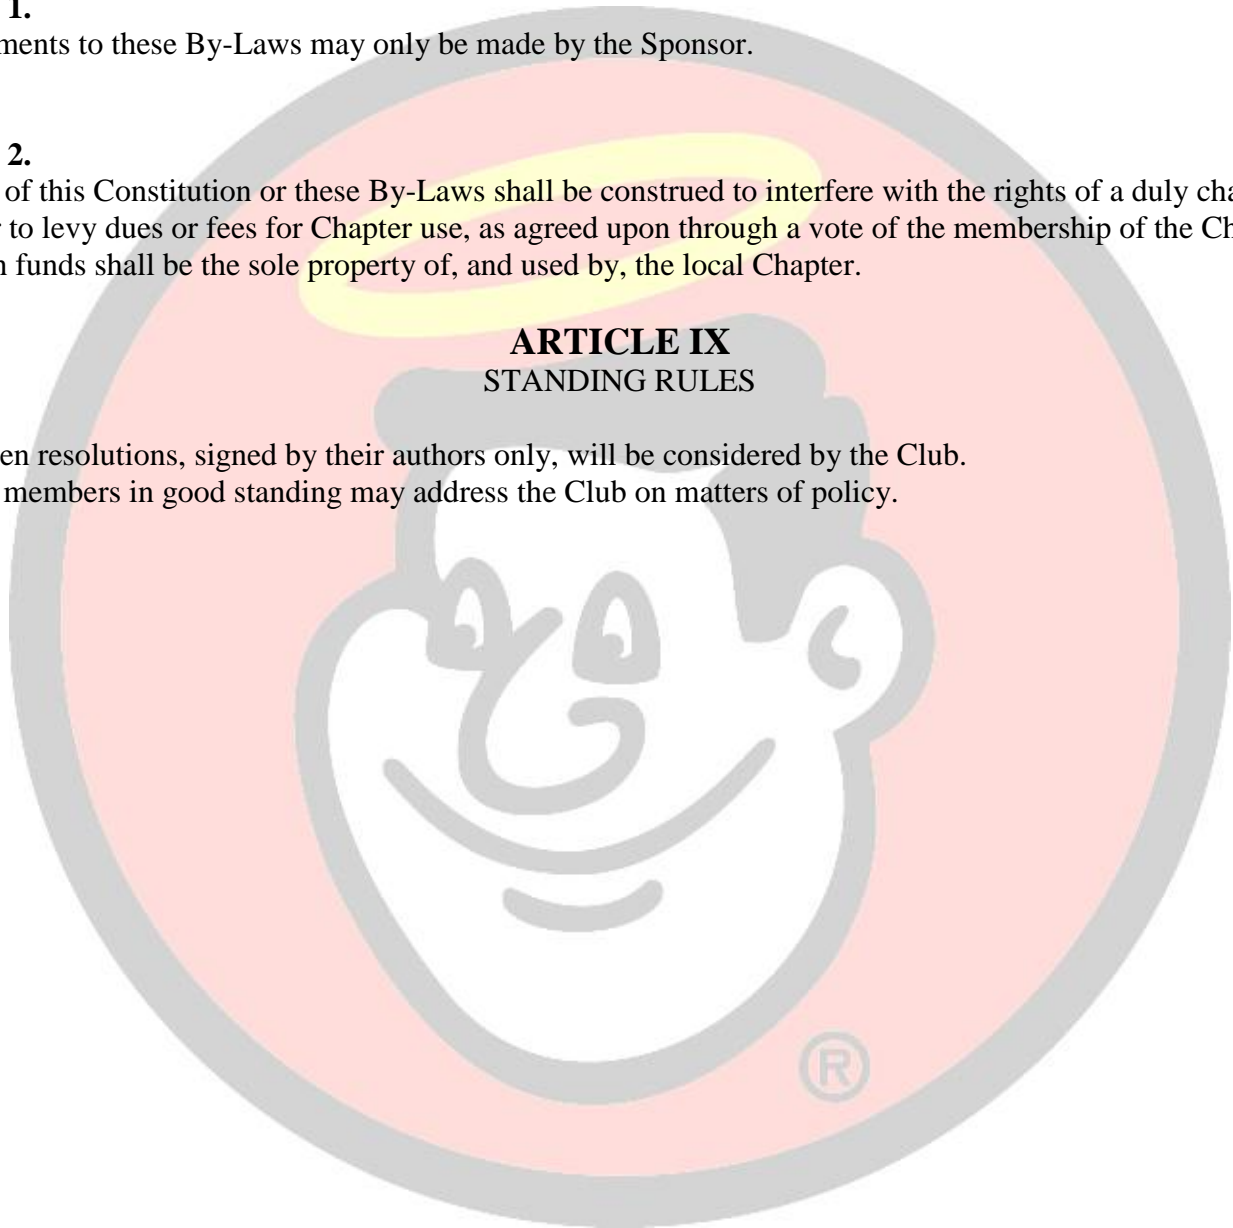 1.
ments to these By-Laws may only be made by the Sponsor.
2.
of this Constitution or these By-Laws shall be construed to interfere with the rights of a duly cha
to levy dues or fees for Chapter use, as agreed upon through a vote of the membership of the Ch
funds shall be the sole property of, and used by, the local Chapter.
ARTICLE IX
STANDING RULES
en resolutions, signed by their authors only, will be considered by the Club.
members in good standing may address the Club on matters of policy.
®